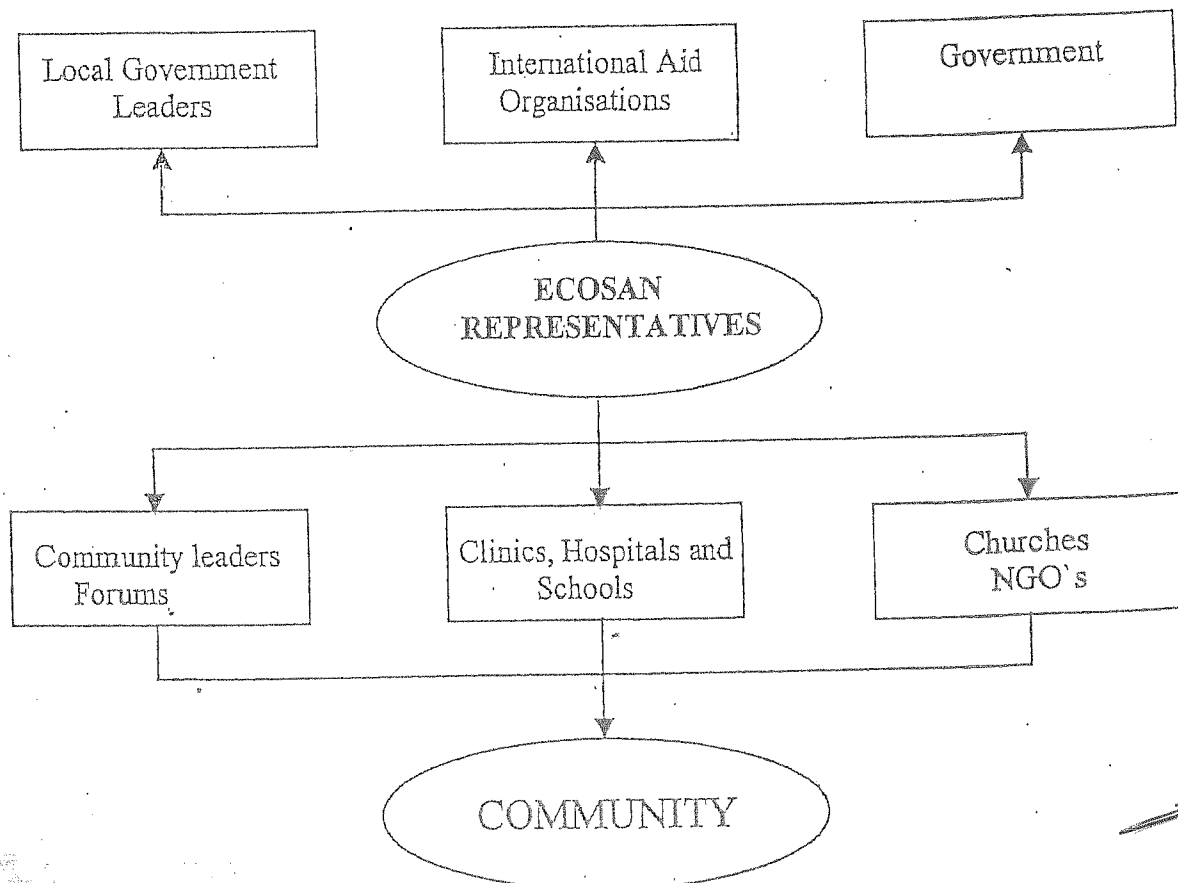 Local Government
Leaders
International Aid
Organisations
Government
ECOSAN
REPRESENTATIVES
Community leaders
Forums
Clinics, Hospitals and
Schools
Churches
NGO`s
COMMUNITY